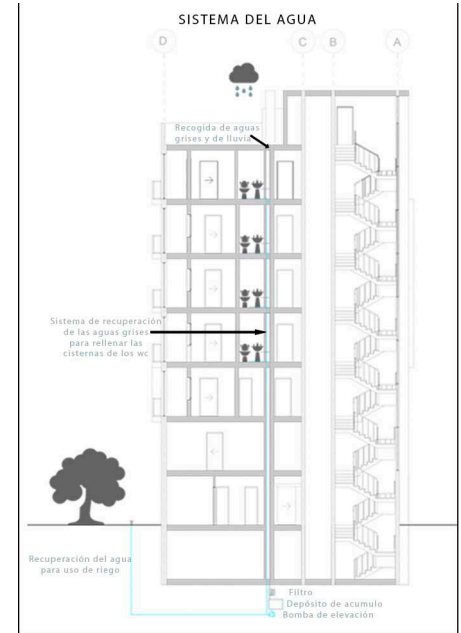 SISTEMA DEL AGUA
D
C
B
A
Recogida de aguas
grises y de lluvia
Sistema de recuperación
de las aguas grises
para rellenar las
cisternas de los wc
Recuperación del agua
para uso de riego
Filtro
Depósito de acumulo
Bomba de elevación